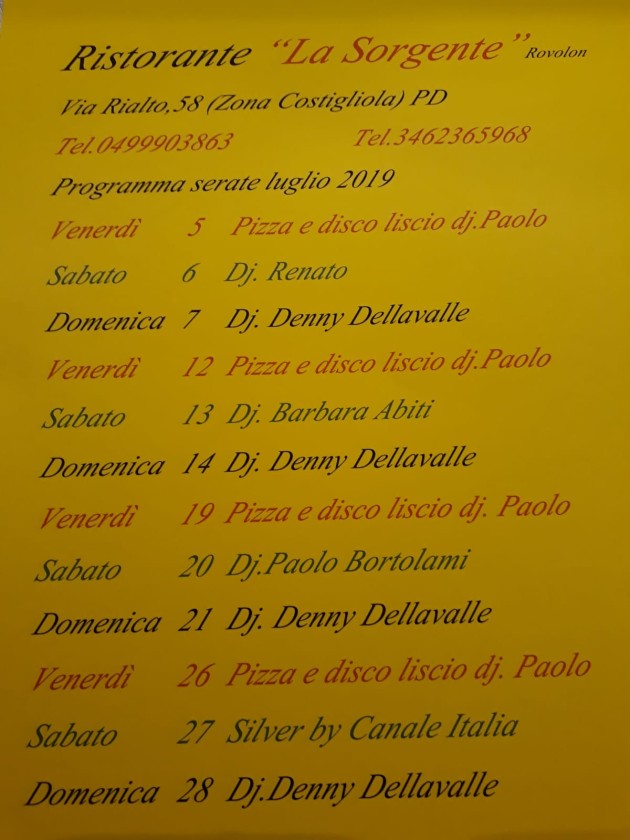 Ristorante “La Sorgente” Rovolon
Via Rialto,58 (Zona Costigliola) PD
Tel.0499903863 Tel.3462365968
Programma serate luglio 2019
Venerdì 5 Pizza e disco liscio dj.Paolo
Sabato 6 Dj. Renato
Domenica 7 Dj. Denny Dellavalle
Venerdì 12 Pizza e disco liscio dj.Paolo
Sabato 13 Dj. Barbara Abiti
Domenica 14 Dj. Denny Dellavalle
Venerdì 19 Pizza e disco liscio dj. Paolo
Sabato 20 Dj.Paolo Bortolami
Domenica 21 Dj. Denny Dellavalle
Venerdì 26 Pizza e disco liscio dj. Paolo
Sabato 27 Silver by Canale Italia
Domenica 28 Dj.Denny Dellavalle